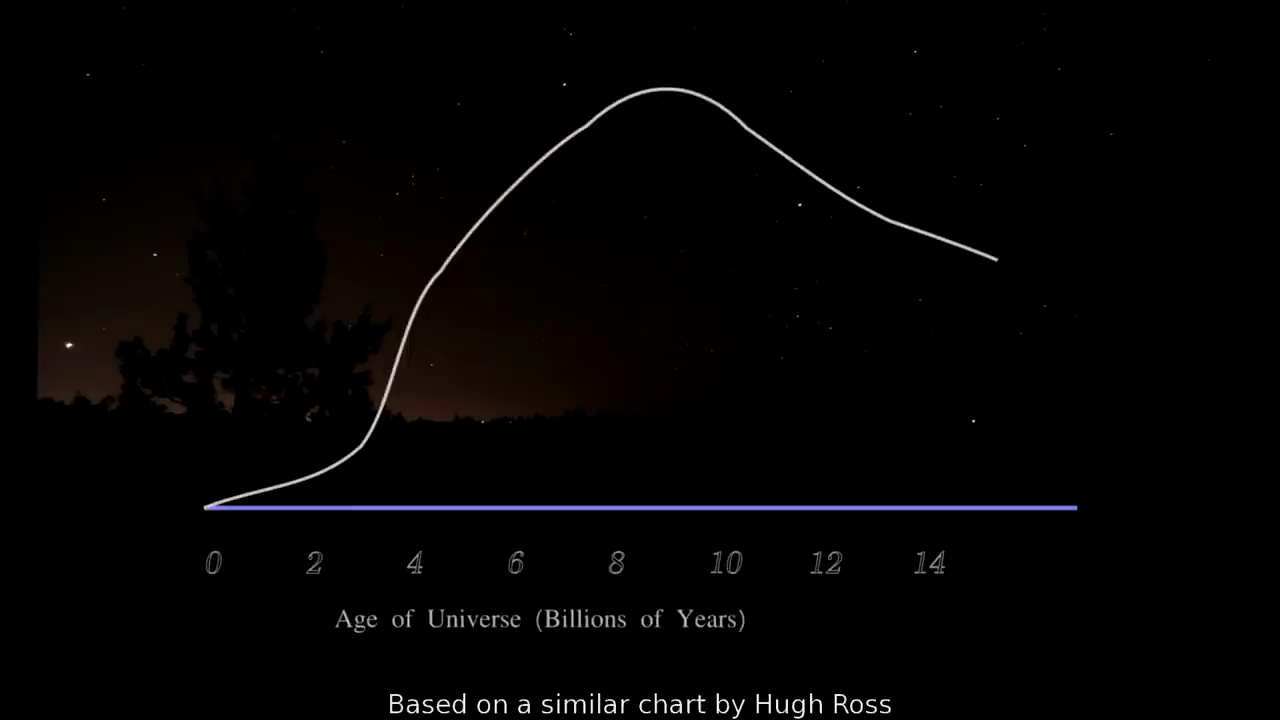 0 2 4 6 8 10 12 14
Age of Universe (Billions of Years)
Based on a similar chart by Hugh Ross